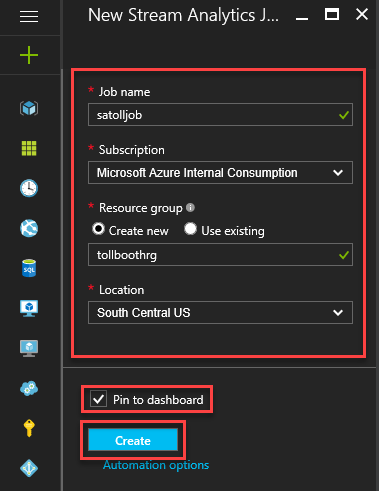 New Stream Analytics J...
* Job name
satolljob
* Subscription
Microsoft Azure Internal Consumption
* Resource group
Create new Use existing
tollboothrg
* Location
South Central US
Pin to dashboard
Create
Automation options
SQL